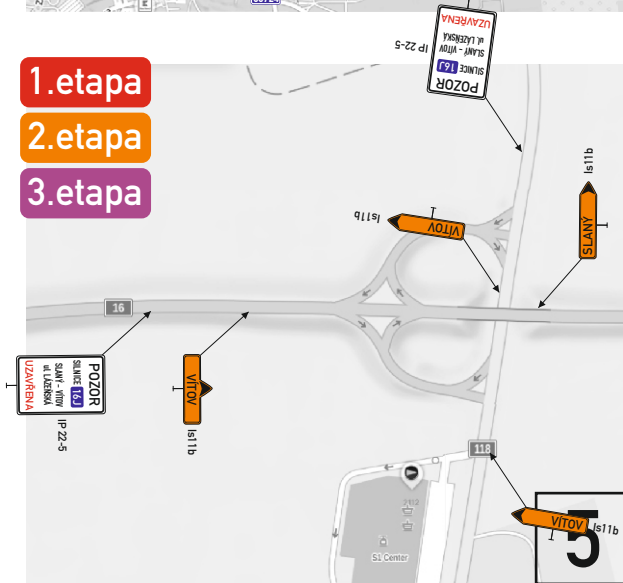 POZOR
SILNICE 16J
SLANÝ - VÍTOV
ul. LÁZEŇSKÁ
UZAVŘENA
IP 22-5
1.etapa
2.etapa
3.etapa
Is11b
VÍTOV
Is11b
SLANÝ
16
POZOR
SILNICE 16J
SLANÝ - VÍTOV
ul. LÁZEŇSKÁ
UZAVŘENA
IP 22-5
VÍTOV
Is11b
118
S1 Center
VÍTOV
Is11b
5